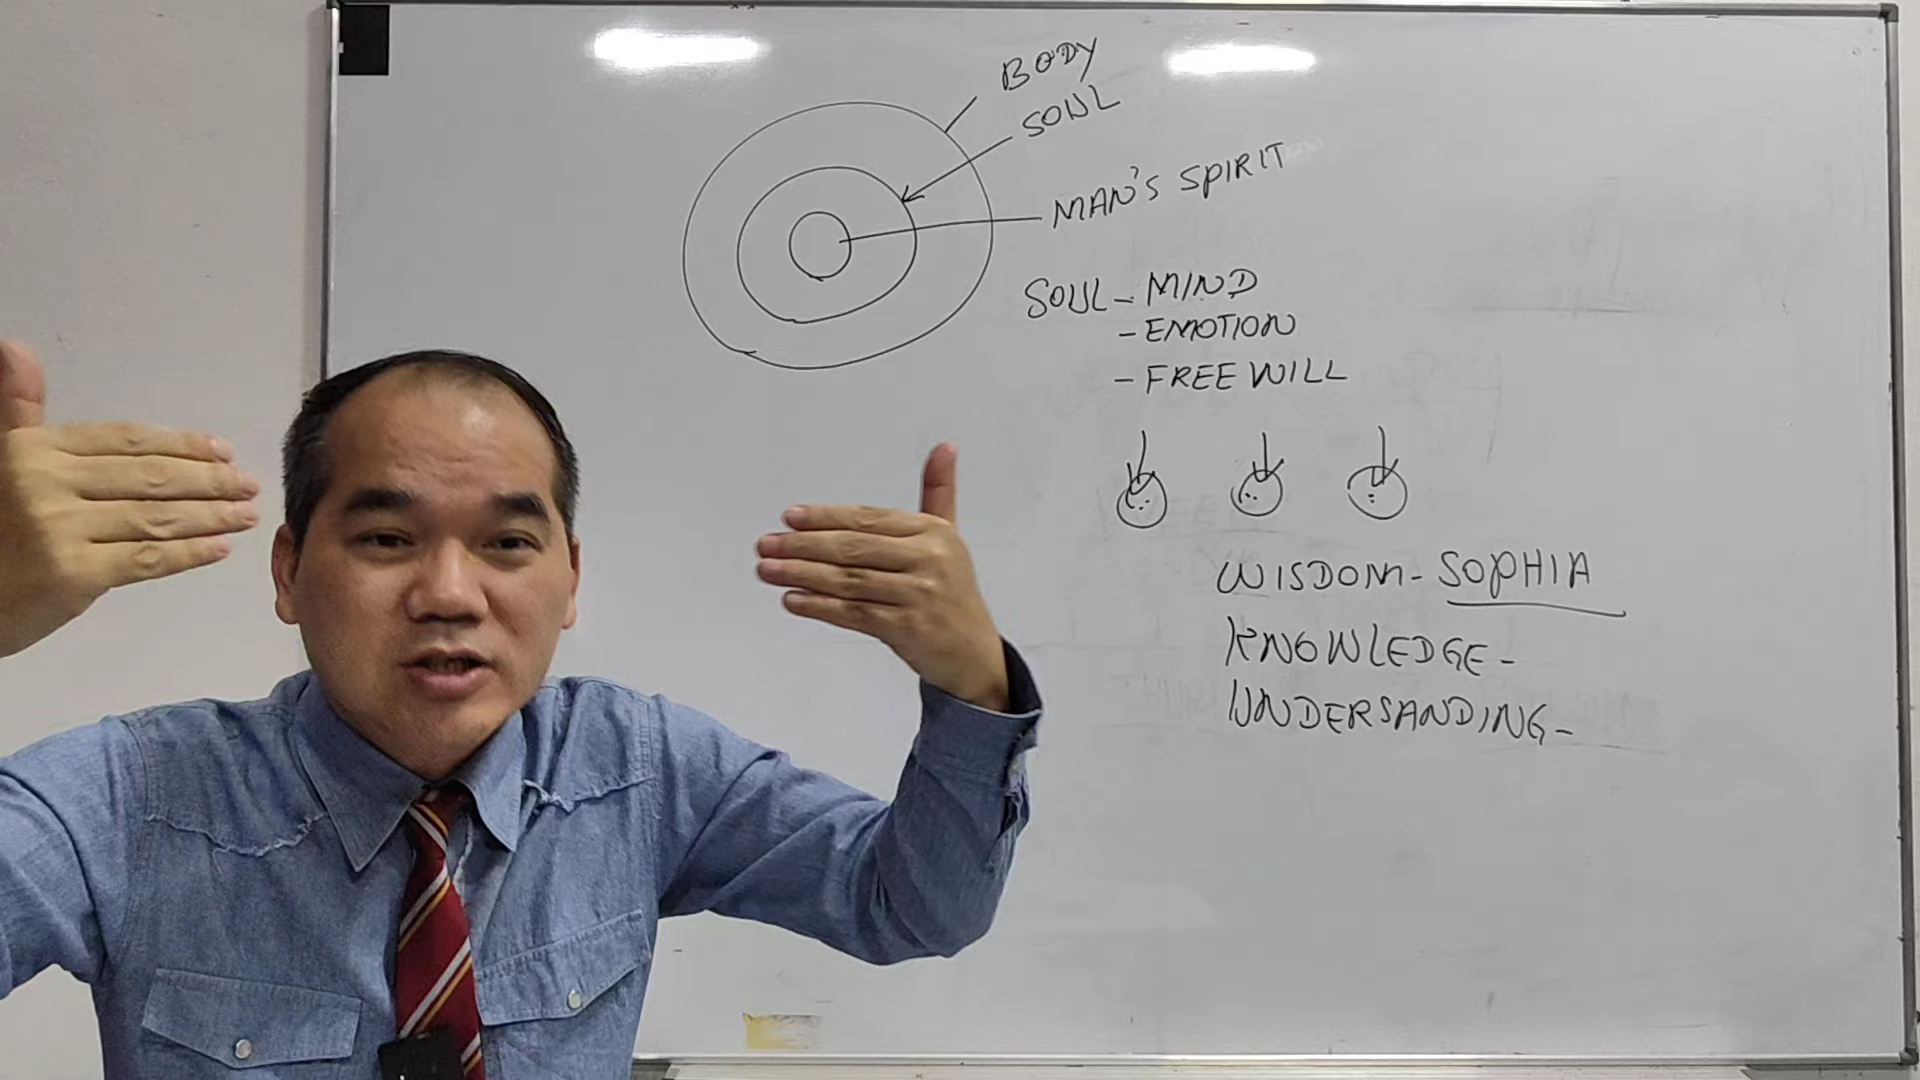 BODY
SOUL
MAN'S SPIRIT
SOUL - MIND
- EMOTION
- FREE WILL
WISDOM - SOPHIA
KNOWLEDGE -
UNDERSANDING -